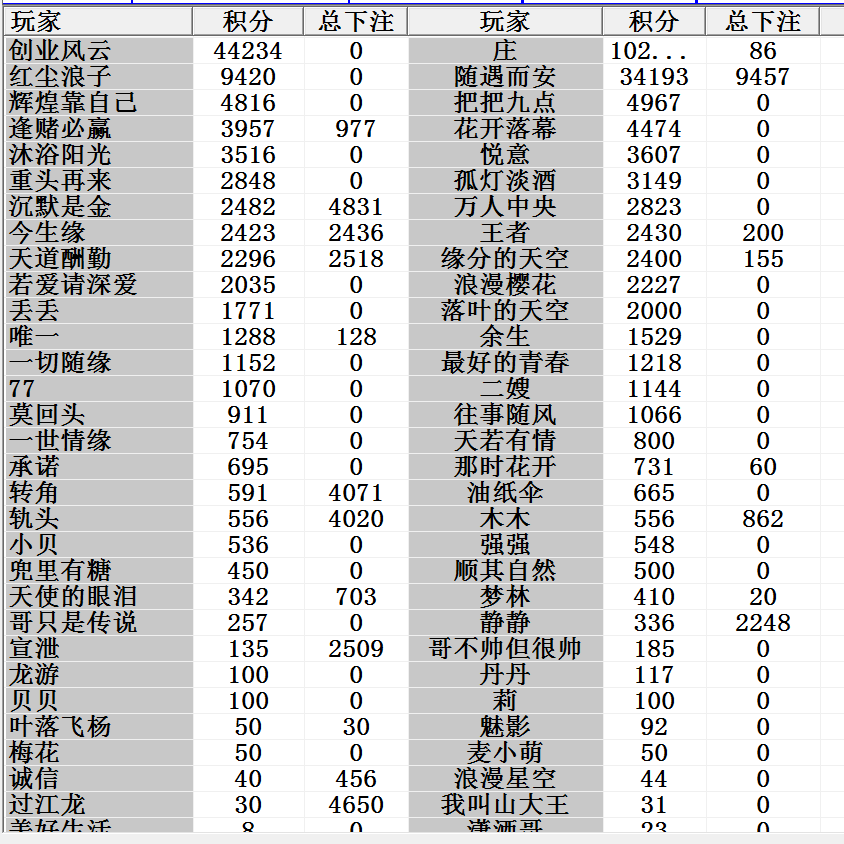 玩家 积分 总下注 玩家 积分 总下注
创业风云 44234 0 庄 102... 86
红尘浪子 9420 0 随遇而安 34193 9457
辉煌靠自己 4816 0 把把九点 4967 0
逢赌必赢 3957 977 花开落幕 4474 0
沐浴阳光 3516 0 悦意 3607 0
重头再来 2848 0 孤灯淡酒 3149 0
沉默是金 2482 4831 万人中央 2823 0
今生缘 2423 2436 王者 2430 200
天道酬勤 2296 2518 缘分的天空 2400 155
若爱请深爱 2035 0 浪漫樱花 2227 0
丢丢 1771 0 落叶的天空 2000 0
唯一 1288 128 余生 1529 0
一切随缘 1152 0 最好的青春 1218 0
77 1070 0 二嫂 1144 0
莫回头 911 0 往事随风 1066 0
一世情缘 754 0 天若有情 800 0
承诺 695 0 那时花开 731 60
转角 591 4071 油纸伞 665 0
轨头 556 4020 木木 556 862
小贝 536 0 强强 548 0
兜里有糖 450 0 顺其自然 500 0
天使的眼泪 342 703 梦林 410 20
哥只是传说 257 0 静静 336 2248
宣泄 135 2509 哥不帅但很帅 185 0
龙游 100 0 丹丹 117 0
贝贝 100 0 莉 100 0
叶落飞杨 50 30 魅影 92 0
梅花 50 0 麦小萌 50 0
诚信 40 456 浪漫星空 44 0
过江龙 30 4650 我叫山大王 31 0
美好生活 8 0 潇洒哥 23 0